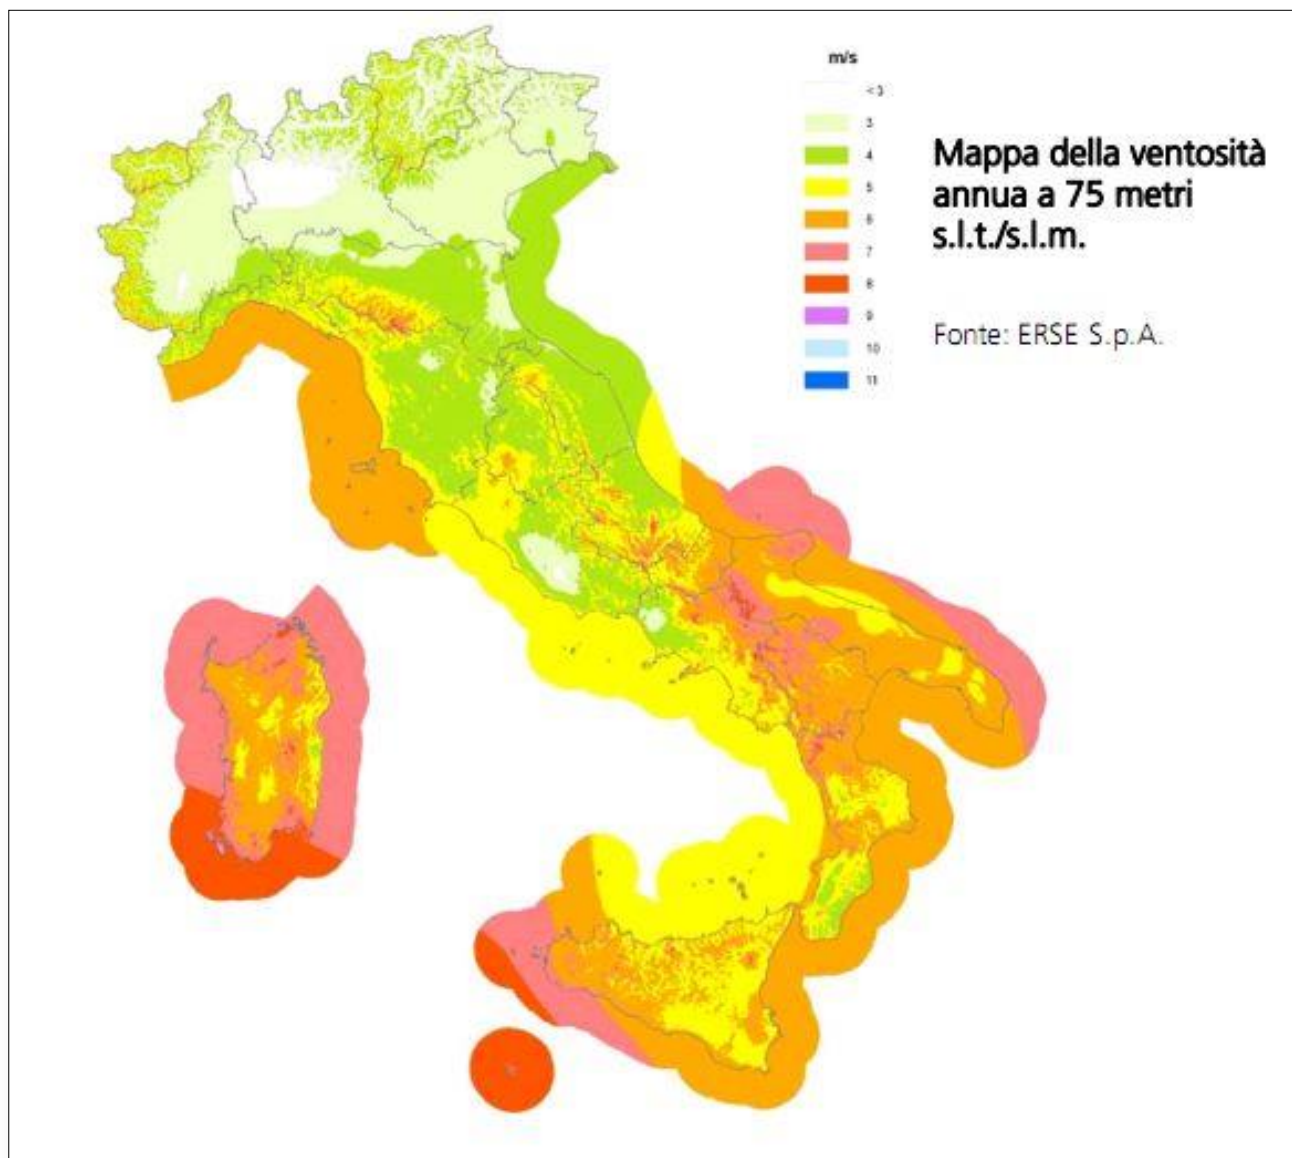 m/s
<3
3
4
5
6
7
8
9
10
11
Mappa della ventosità
annua a 75 metri
s.l.t./s.l.m.
Fonte: ERSE S.p.A.